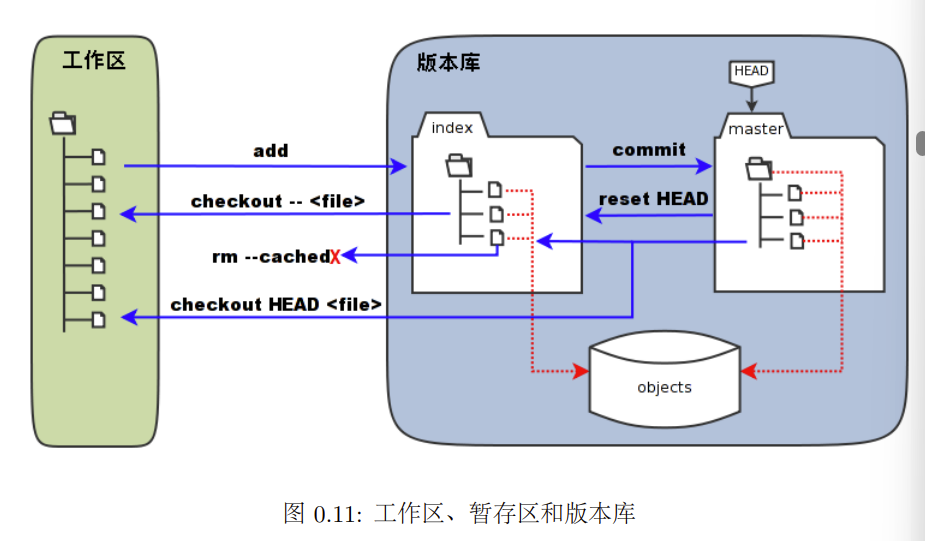 工作区
版本库
HEAD
index
master
add
commit
checkout -- <file>
reset HEAD
rm --cachedX
checkout HEAD <file>
objects
图 0.11: 工作区、暂存区和版本库